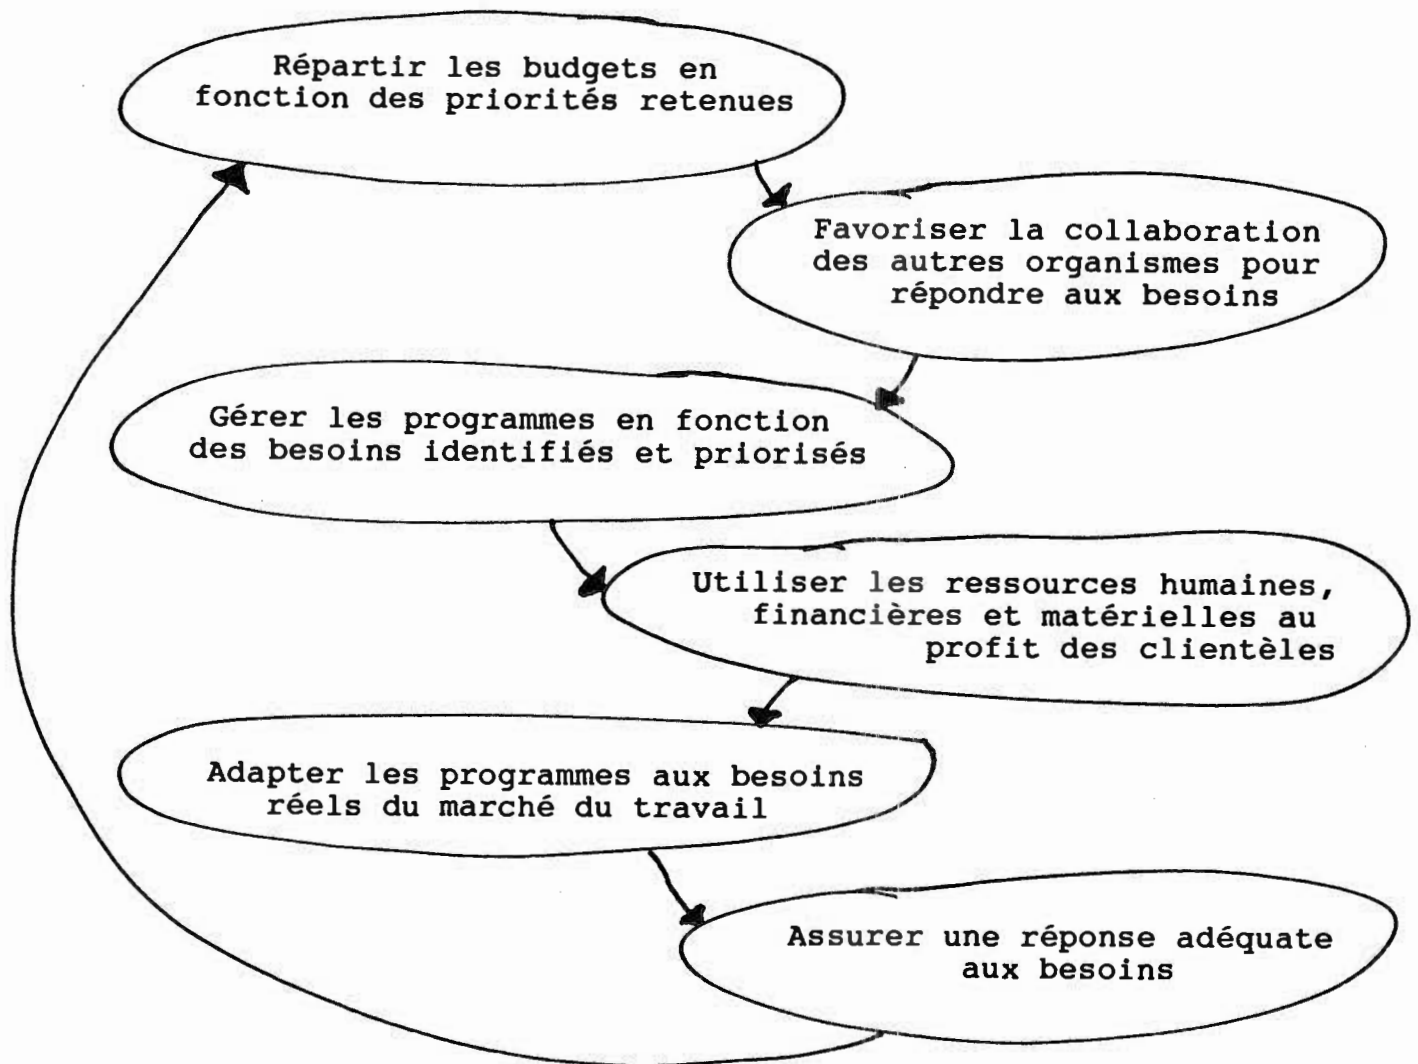 Répartir les budgets en
fonction des priorités retenues
Favoriser la collaboration
des autres organismes pour
répondre aux besoins
Gérer les programmes en fonction
des besoins identifiés et priorisés
Utiliser les ressources humaines,
financières et matérielles au
profit des clientèles
Adapter les programmes aux besoins
réels du marché du travail
Assurer une réponse adéquate
aux besoins